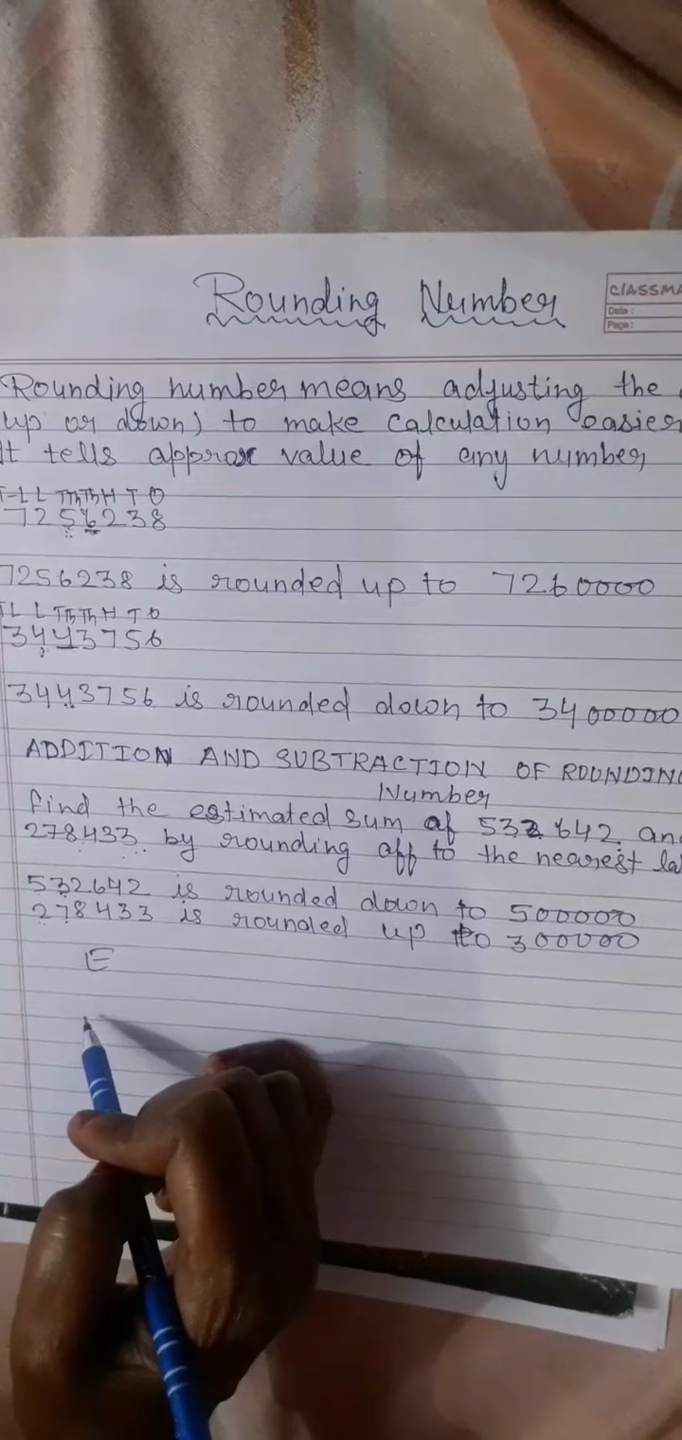 Rounding Number
CLASSMA
Date :
Page :
Rounding number means adjusting the
up or down) to make calculation easier
It tells approx value of any number
T-L L TTh Th H T O
7256238
7256238 is rounded up to 7260000
TL L TTh Th H T O
3443756
3443756 is rounded down to 3400000
ADDITION AND SUBTRACTION OF ROUNDING
Number
find the estimated sum of 532642 and
278433. by rounding off to the nearest la
532642 is rounded down to 500000
278433 is rounded up to 300000
E